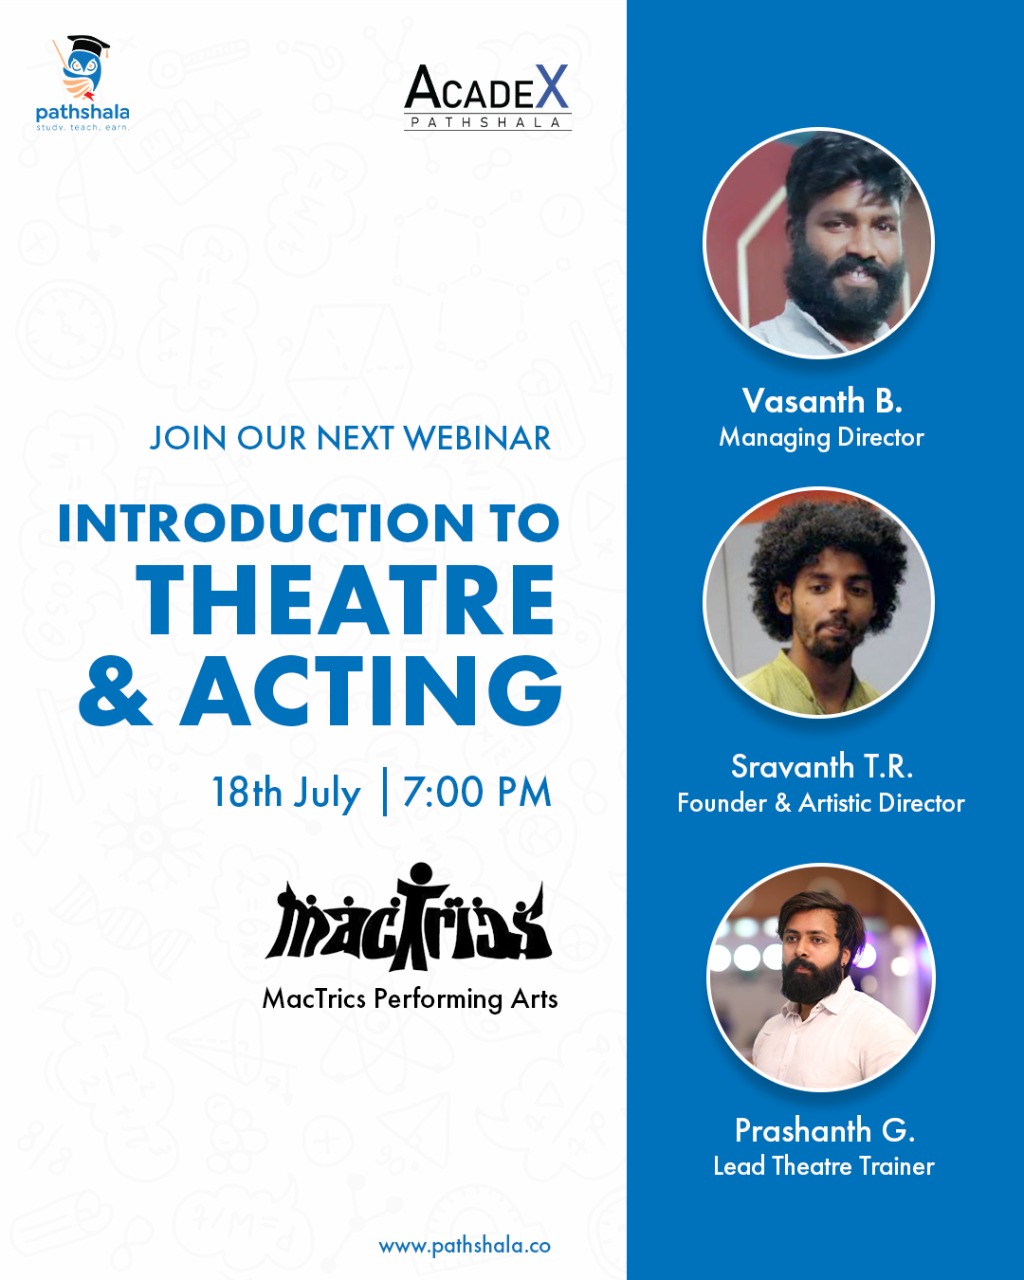 pathshala
study. teach. earn.
ACADEX
PATHSHALA
JOIN OUR NEXT WEBINAR
INTRODUCTION TO
THEATRE
& ACTING
18th July | 7:00 PM
macTrics
MacTrics Performing Arts
www.pathshala.co
Vasanth B.
Managing Director
Sravanth T.R.
Founder & Artistic Director
Prashanth G.
Lead Theatre Trainer